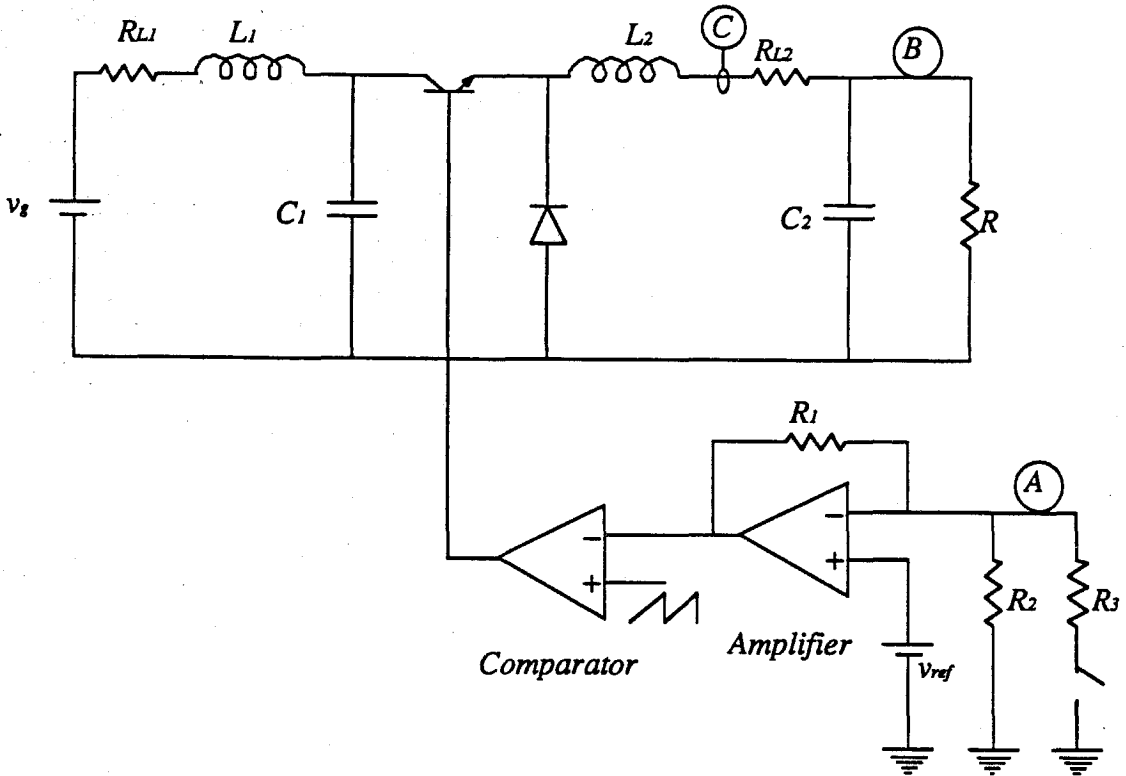 RL1
L1
L2
C
RL2
B
vg
C1
C2
R
R1
A
−
+
−
+
R2
R3
vref
Amplifier
Comparator